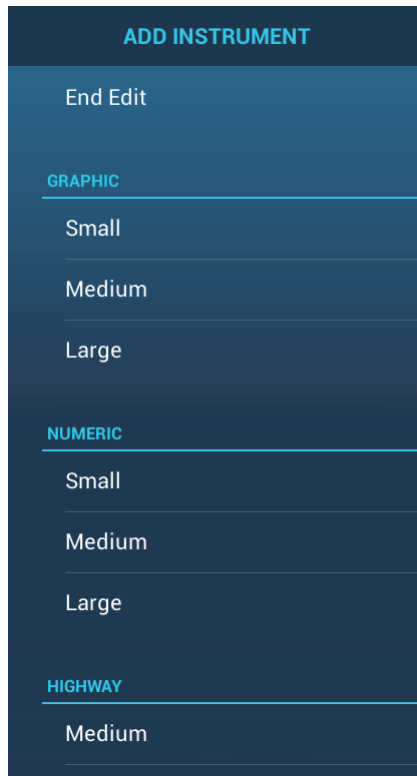 ADD INSTRUMENT
End Edit
GRAPHIC
Small
Medium
Large
NUMERIC
Small
Medium
Large
HIGHWAY
Medium